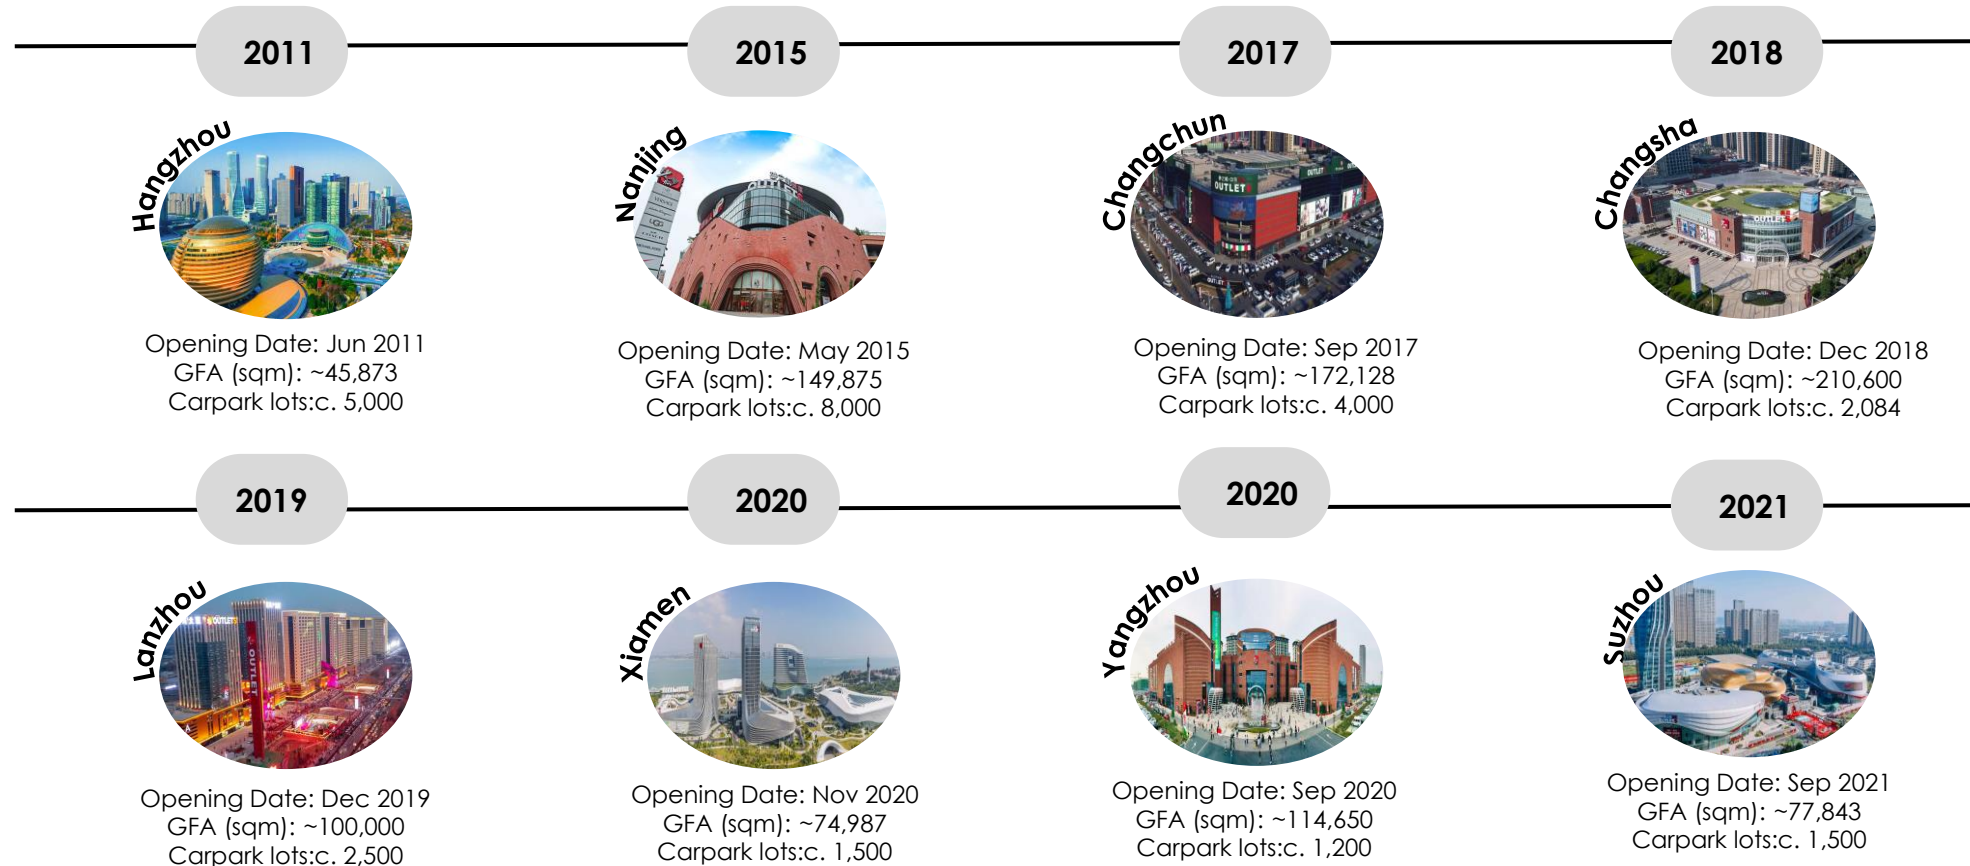 2011
2015
2017
2018
Hangzhou
Nanjing
Changchun
Changsha
OUTLET
OUTLET
OUTLET
Opening Date: Jun 2011
GFA (sqm): ~45,873
Carpark lots:c. 5,000
Opening Date: May 2015
GFA (sqm): ~149,875
Carpark lots:c. 8,000
Opening Date: Sep 2017
GFA (sqm): ~172,128
Carpark lots:c. 4,000
Opening Date: Dec 2018
GFA (sqm): ~210,600
Carpark lots:c. 2,084
2019
2020
2020
2021
Lanzhou
Xiamen
Yangzhou
Suzhou
OUTLET
OUTLET
Opening Date: Dec 2019
GFA (sqm): ~100,000
Carpark lots:c. 2,500
Opening Date: Nov 2020
GFA (sqm): ~74,987
Carpark lots:c. 1,500
Opening Date: Sep 2020
GFA (sqm): ~114,650
Carpark lots:c. 1,200
Opening Date: Sep 2021
GFA (sqm): ~77,843
Carpark lots:c. 1,500